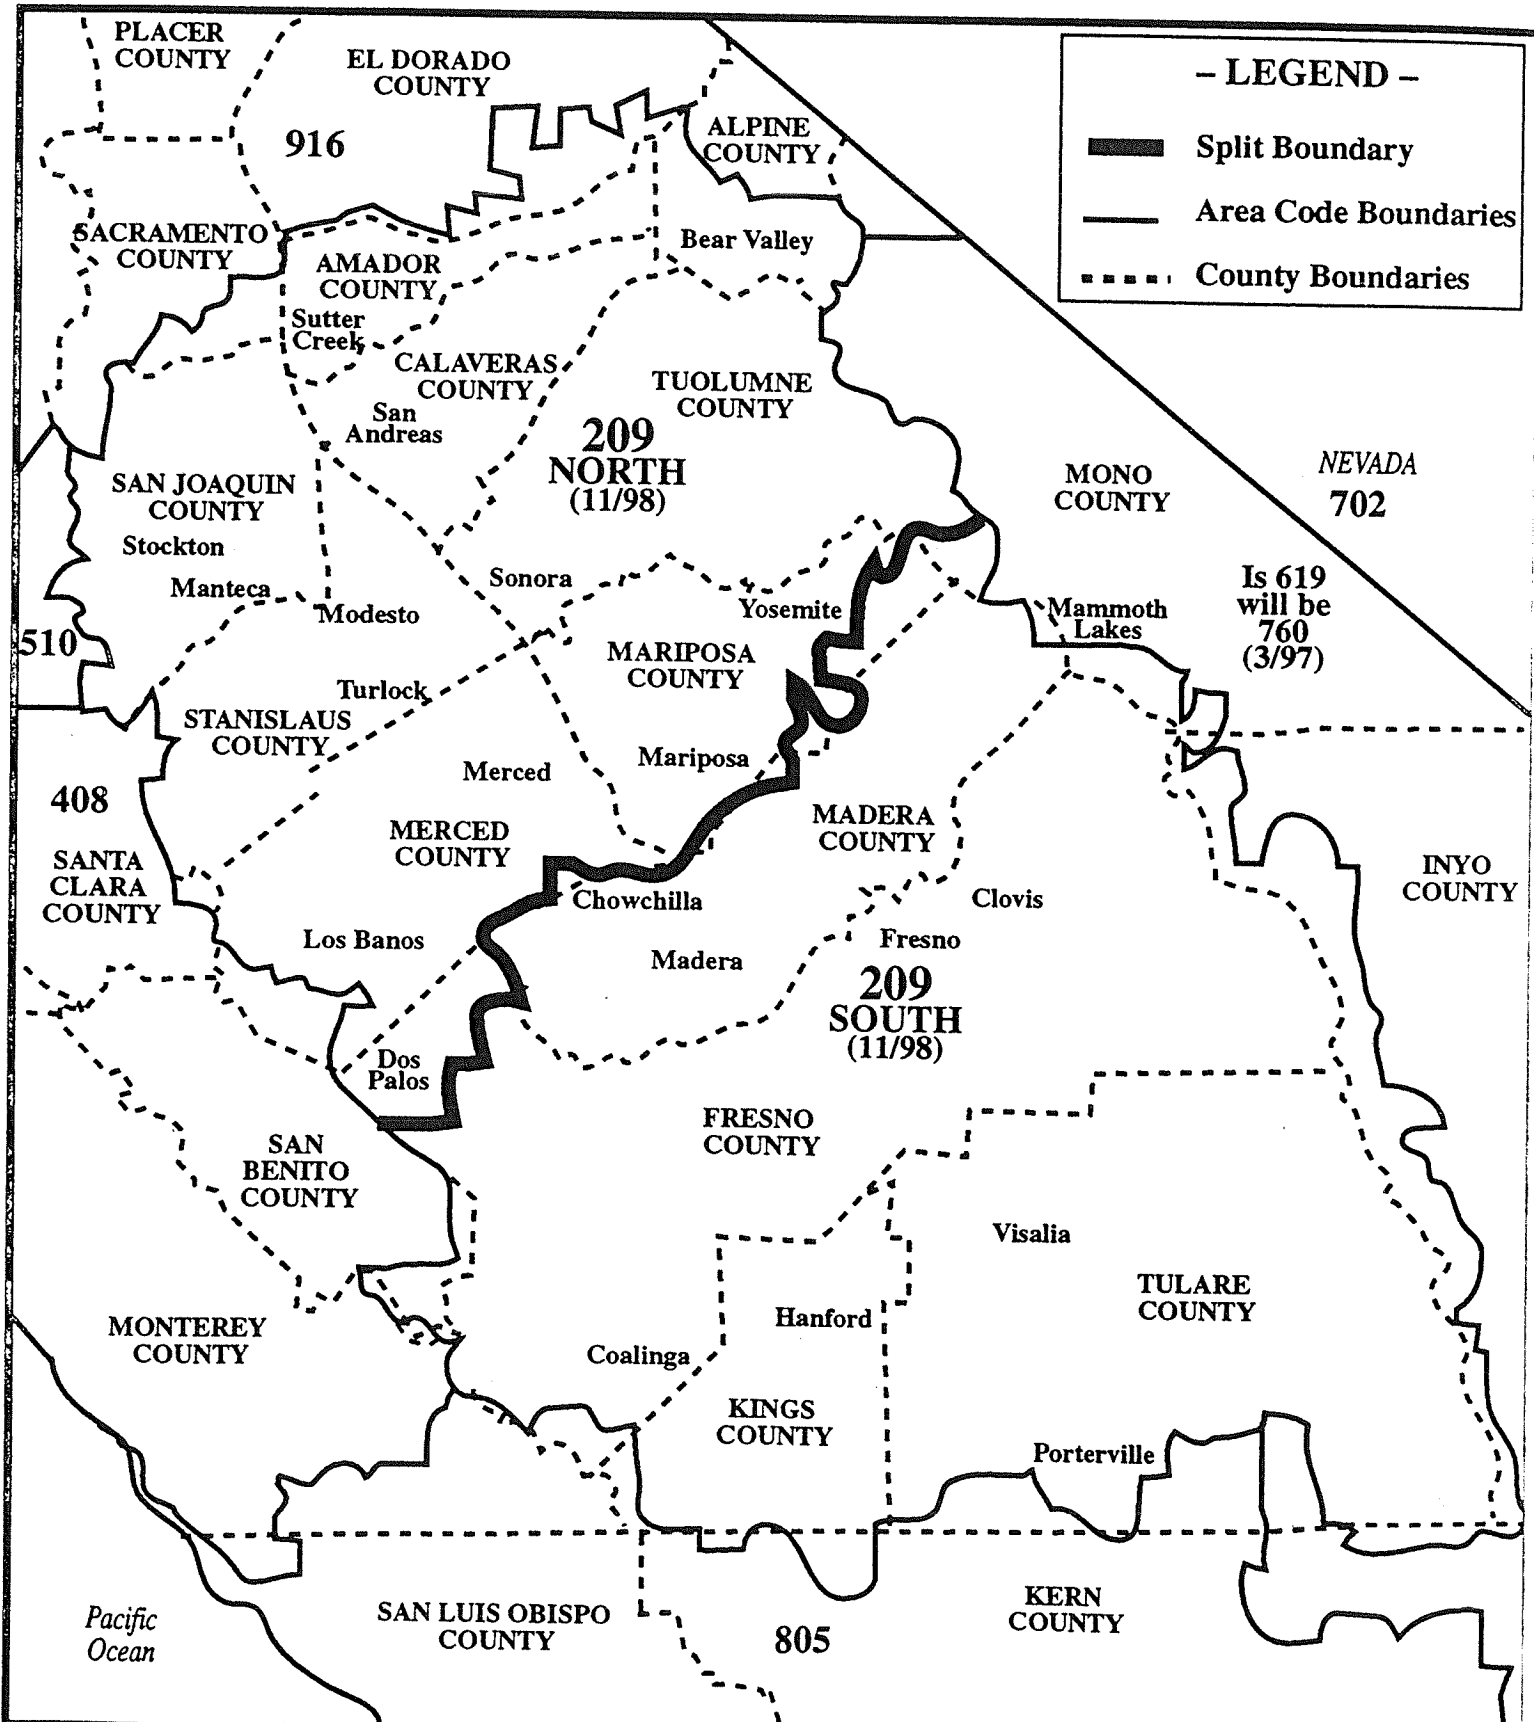 PLACER
COUNTY
EL DORADO
COUNTY
– LEGEND –
Split Boundary
Area Code Boundaries
County Boundaries
916
ALPINE
COUNTY
SACRAMENTO
COUNTY
AMADOR
COUNTY
Bear Valley
Sutter
Creek
CALAVERAS
COUNTY
TUOLUMNE
COUNTY
San
Andreas
209
NORTH
(11/98)
NEVADA
702
MONO
COUNTY
SAN JOAQUIN
COUNTY
Stockton
Manteca
Modesto
Sonora
Yosemite
Mammoth
Lakes
Is 619
will be
760
(3/97)
510
MARIPOSA
COUNTY
Turlock
STANISLAUS
COUNTY
Merced
Mariposa
408
MERCED
COUNTY
MADERA
COUNTY
SANTA
CLARA
COUNTY
INYO
COUNTY
Chowchilla
Clovis
Los Banos
Madera
Fresno
209
SOUTH
(11/98)
Dos
Palos
FRESNO
COUNTY
SAN
BENITO
COUNTY
Visalia
TULARE
COUNTY
Hanford
MONTEREY
COUNTY
Coalinga
KINGS
COUNTY
Porterville
Pacific
Ocean
SAN LUIS OBISPO
COUNTY
805
KERN
COUNTY